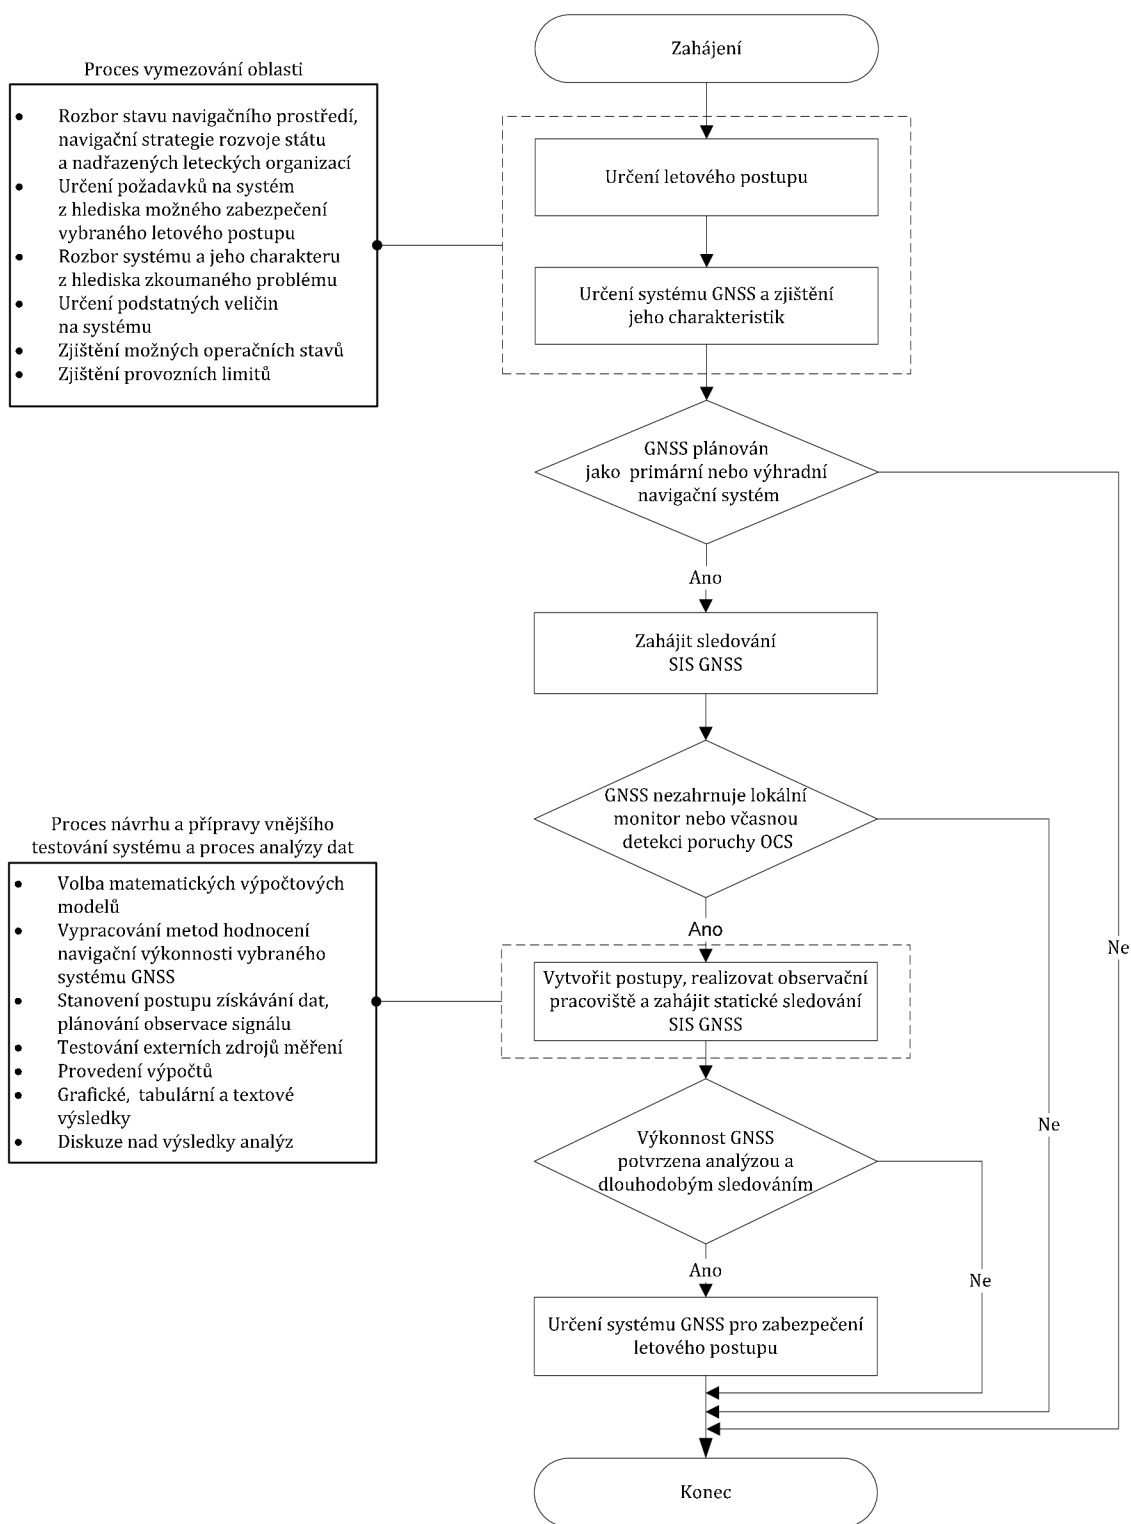 Zahájení
Proces vymezování oblasti
• Rozbor stavu navigačního prostředí,
navigační strategie rozvoje státu
a nadřazených leteckých organizací
• Určení požadavků na systém
z hlediska možného zabezpečení
vybraného letového postupu
• Rozbor systému a jeho charakteru
z hlediska zkoumaného problému
• Určení podstatných veličin
na systému
• Zjištění možných operačních stavů
• Zjištění provozních limitů
Určení letového postupu
Určení systému GNSS a zjištění
jeho charakteristik
GNSS plánován
jako primární nebo výhradní
navigační systém
Ano
Zahájit sledování
SIS GNSS
GNSS nezahrnuje lokální
monitor nebo včasnou
detekci poruchy OCS
Proces návrhu a přípravy vnějšího
testování systému a proces analýzy dat
• Volba matematických výpočtových
modelů
• Vypracování metod hodnocení
navigační výkonnosti vybraného
systému GNSS
• Stanovení postupu získávání dat,
plánování observace signálu
• Testování externích zdrojů měření
• Provedení výpočtů
• Grafické, tabulární a textové
výsledky
• Diskuze nad výsledky analýz
Ano
Ne
Vytvořit postupy, realizovat observační
pracoviště a zahájit statické sledování
SIS GNSS
Ne
Výkonnost GNSS
potvrzena analýzou a
dlouhodobým sledováním
Ano
Ne
Určení systému GNSS pro zabezpečení
letového postupu
Konec